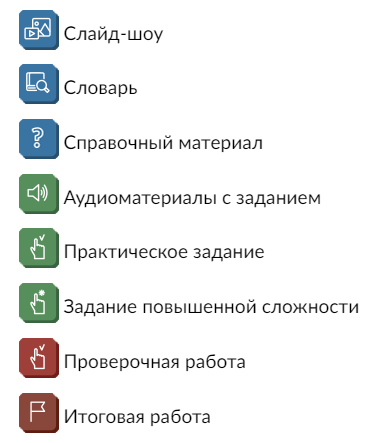 Слайд-шоу
Словарь
Справочный материал
Аудиоматериалы с заданием
Практическое задание
Задание повышенной сложности
Проверочная работа
Итоговая работа